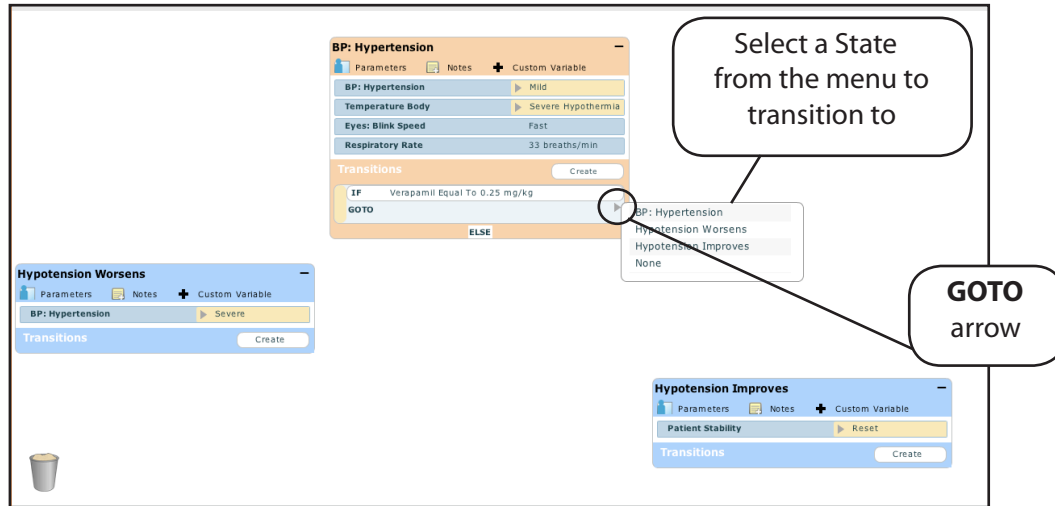 BP: Hypertension
Parameters Notes Custom Variable
BP: Hypertension Mild
Temperature Body Severe Hypothermia
Eyes: Blink Speed Fast
Respiratory Rate 33 breaths/min
Transitions Create
IF Verapamil Equal To 0.25 mg/kg
GOTO
ELSE
Select a State
from the menu to
transition to
BP: Hypertension
Hypotension Worsens
Hypotension Improves
None
GOTO
arrow
Hypotension Worsens
Parameters Notes Custom Variable
BP: Hypertension Severe
Transitions Create
Hypotension Improves
Parameters Notes Custom Variable
Patient Stability Reset
Transitions Create